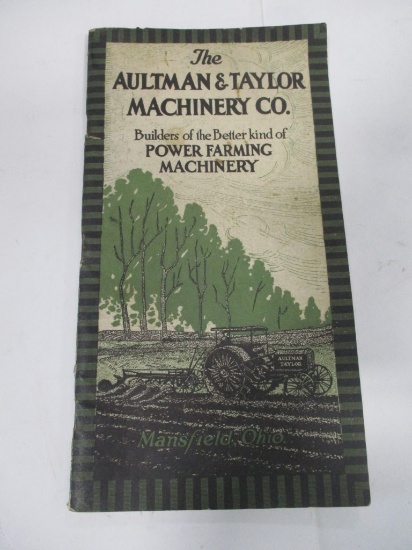 The
AULTMAN & TAYLOR
MACHINERY CO.
Builders of the Better kind of
POWER FARMING
MACHINERY
AULTMAN
TAYLOR
Mansfield, Ohio.